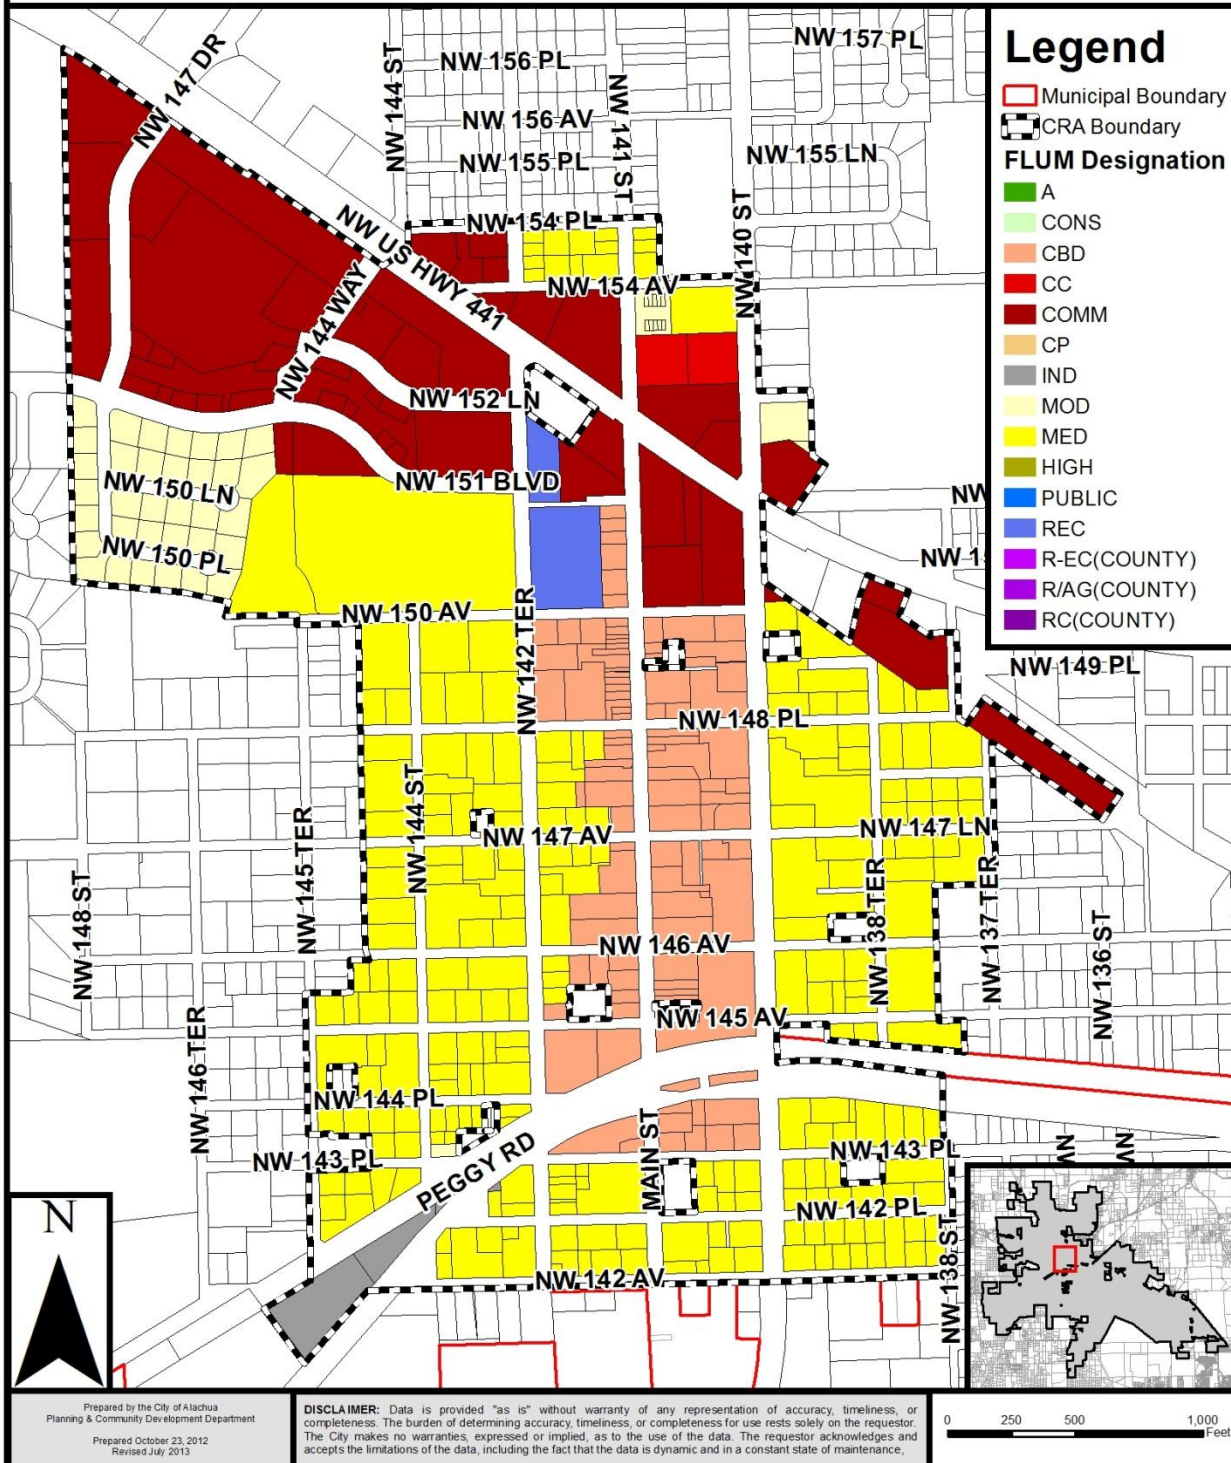 Legend
Municipal Boundary
CRA Boundary
FLUM Designation
A
CONS
CBD
CC
COMM
CP
IND
MOD
MED
HIGH
PUBLIC
REC
R-EC(COUNTY)
R/AG(COUNTY)
RC(COUNTY)
NW 147 DR
NW 144 ST
NW 156 PL
NW 157 PL
NW 141 ST
NW 156 AV
NW 155 PL
NW 155 LN
NW 154 PL
NW 140 ST
NW US HWY 441
NW 154 AV
NW 144 WAY
NW 152 LN
NW 151 BLVD
NW 150 LN
NW
NW 150 PL
NW 15
NW 150 AV
NW 142 TER
NW 149 PL
NW 148 PL
NW 144 ST
NW 145 TER
NW 147 AV
NW 147 LN
NW 148 ST
NW 138 TER
NW 137 TER
NW 136 ST
NW 146 AV
NW 145 AV
NW 146 TER
NW 144 PL
NW 143 PL
PEGGY RD
MAIN ST
NW 143 PL
NW
NW
NW 142 PL
NW 138 ST
NW 142 AV
N
Prepared by the City of Alachua
Planning & Community Development Department
Prepared October 23, 2012
Revised July 2013
DISCLAIMER: Data is provided "as is" without warranty of any representation of accuracy, timeliness, or
completeness. The burden of determining accuracy, timeliness, or completeness for use rests solely on the requestor.
The City makes no warranties, expressed or implied, as to the use of the data. The requestor acknowledges and
accepts the limitations of the data, including the fact that the data is dynamic and in a constant state of maintenance,
0 250 500 1,000
Feet